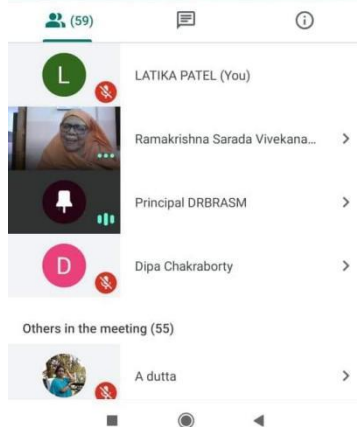 (59)
L
LATIKA PATEL (You)
Ramakrishna Sarada Vivekana...
Principal DRBRASM
D
Dipa Chakraborty
Others in the meeting (55)
A dutta